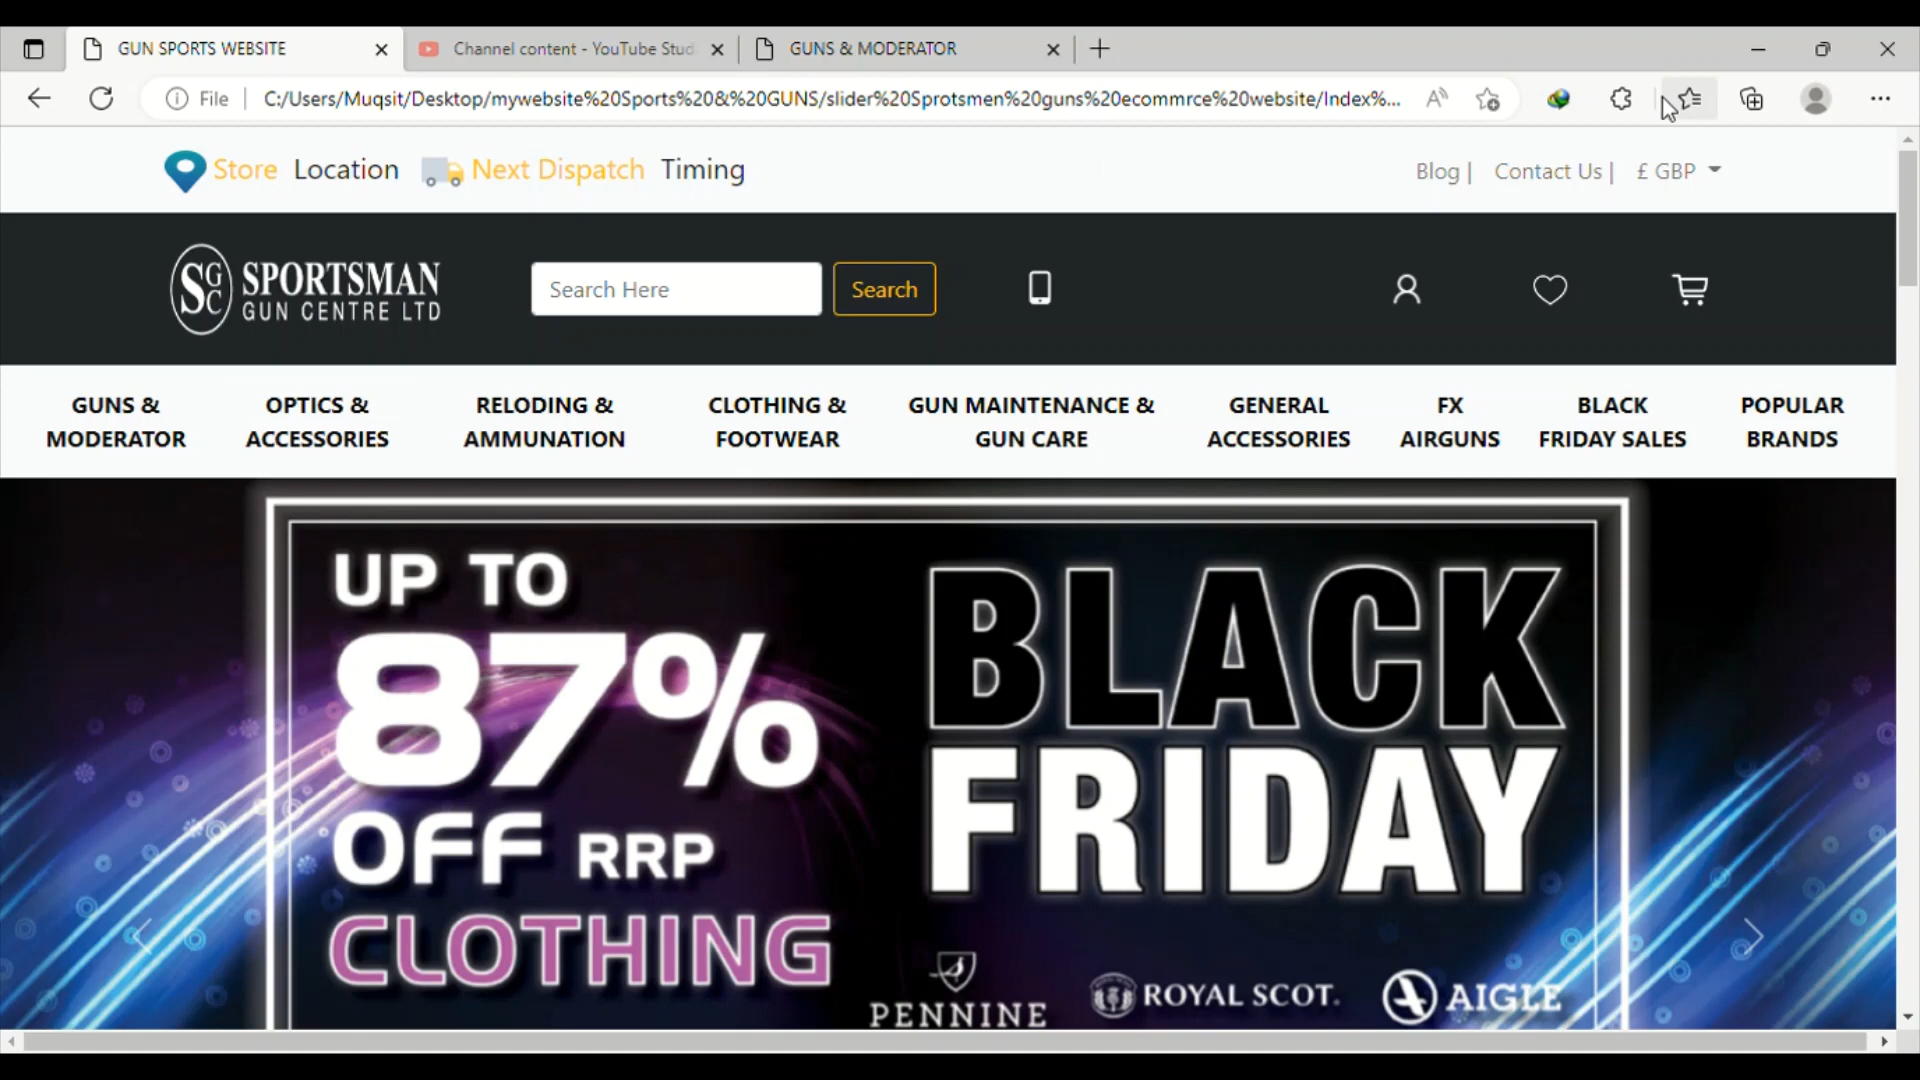 GUN SPORTS WEBSITE
Channel content - YouTube Stud
GUNS & MODERATOR
File
C:/Users/Muqsit/Desktop/mywebsite%20Sports%20&%20GUNS/slider%20Sprotsmen%20guns%20ecommrce%20website/Index%...
Store Location Next Dispatch Timing
Blog | Contact Us | £ GBP
SGC SPORTSMAN
GUN CENTRE LTD
Search Here
Search
GUNS &
MODERATOR
OPTICS &
ACCESSORIES
RELODING &
AMMUNATION
CLOTHING &
FOOTWEAR
GUN MAINTENANCE &
GUN CARE
GENERAL
ACCESSORIES
FX
AIRGUNS
BLACK
FRIDAY SALES
POPULAR
BRANDS
UP TO
87%
OFF RRP
CLOTHING
BLACK
FRIDAY
PENNINE
ROYAL SCOT.
AIGLE